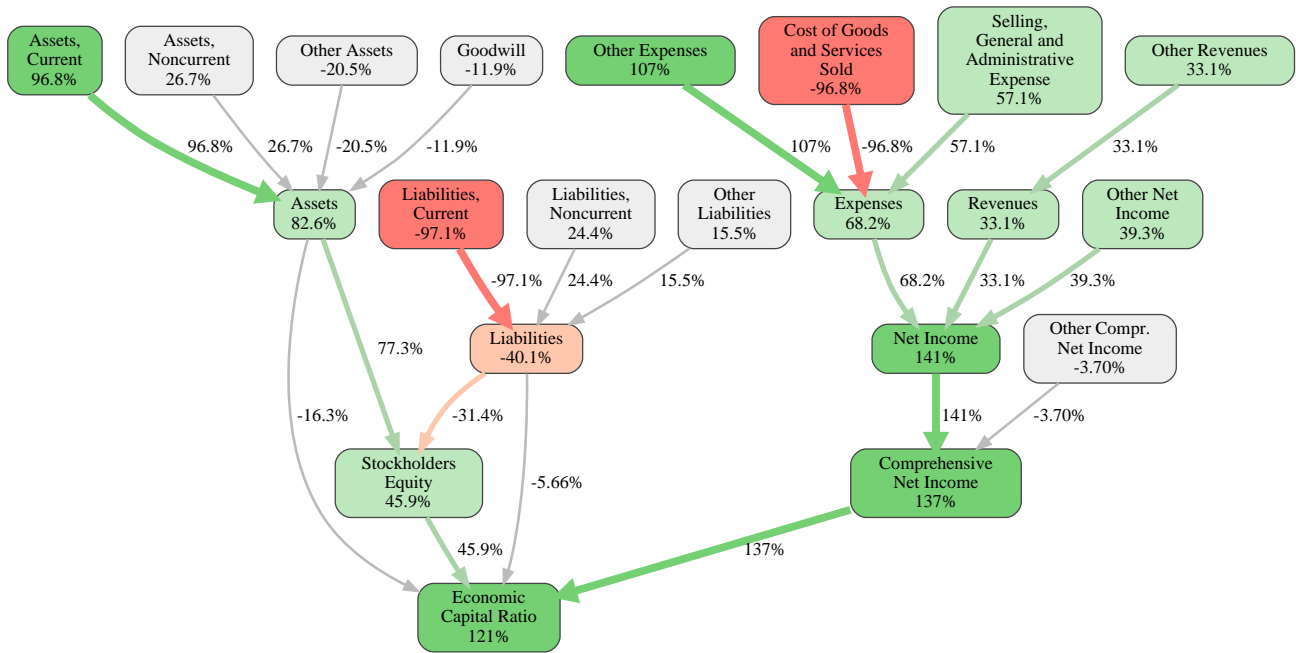 Assets,
Current
96.8%
Assets,
Noncurrent
26.7%
Other Assets
-20.5%
Goodwill
-11.9%
Other Expenses
107%
Cost of Goods
and Services
Sold
-96.8%
Selling,
General and
Administrative
Expense
57.1%
Other Revenues
33.1%
96.8%
26.7%
-20.5%
-11.9%
107%
-96.8%
57.1%
33.1%
Assets
82.6%
Liabilities,
Current
-97.1%
Liabilities,
Noncurrent
24.4%
Other
Liabilities
15.5%
Expenses
68.2%
Revenues
33.1%
Other Net
Income
39.3%
-97.1%
24.4%
15.5%
68.2%
33.1%
39.3%
77.3%
Liabilities
-40.1%
Net Income
141%
Other Compr.
Net Income
-3.70%
-16.3%
-31.4%
141%
-3.70%
Stockholders
Equity
45.9%
-5.66%
Comprehensive
Net Income
137%
45.9%
137%
Economic
Capital Ratio
121%